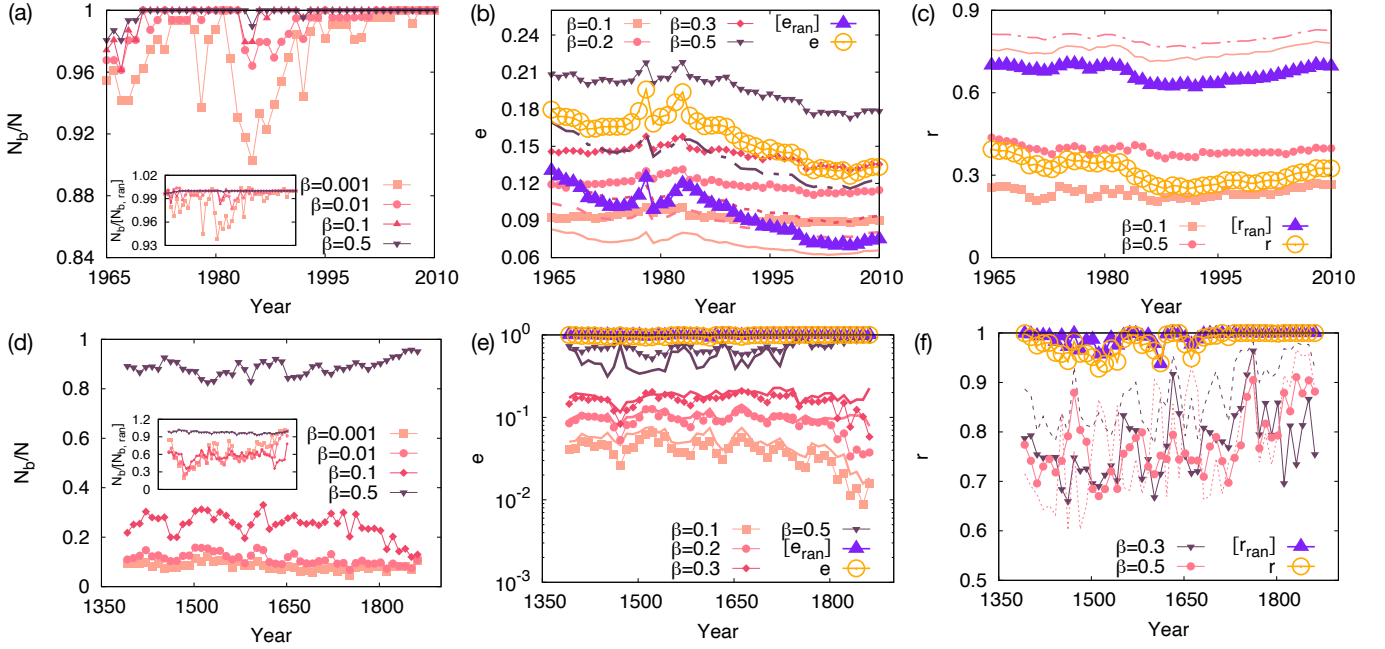 (a)
N_b/N
1
0.96
0.92
0.88
0.84
1965
1980
1995
2010
Year
β=0.001
β=0.01
β=0.1
β=0.5
N_b/[N_b, ran]
1.02
0.99
0.96
0.93
(b)
β=0.1
β=0.2
β=0.3
β=0.5
[e_ran]
e
e
0.26
0.24
0.21
0.18
0.15
0.12
0.09
0.06
1965
1980
1995
2010
Year
(c)
r
0.9
0.6
0.3
0
1965
1980
1995
2010
Year
β=0.1
β=0.5
[r_ran]
r
(d)
N_b/N
1
0.8
0.6
0.4
0.2
0
1350
1500
1650
1800
Year
β=0.001
β=0.01
β=0.1
β=0.5
N_b/[N_b, ran]
1.2
0.9
0.6
0.3
0
(e)
e
10^0
10^-1
10^-2
10^-3
1350
1500
1650
1800
Year
β=0.1
β=0.2
β=0.3
β=0.5
[e_ran]
e
(f)
r
1
0.9
0.8
0.7
0.6
0.5
1350
1500
1650
1800
Year
β=0.3
β=0.5
[r_ran]
r